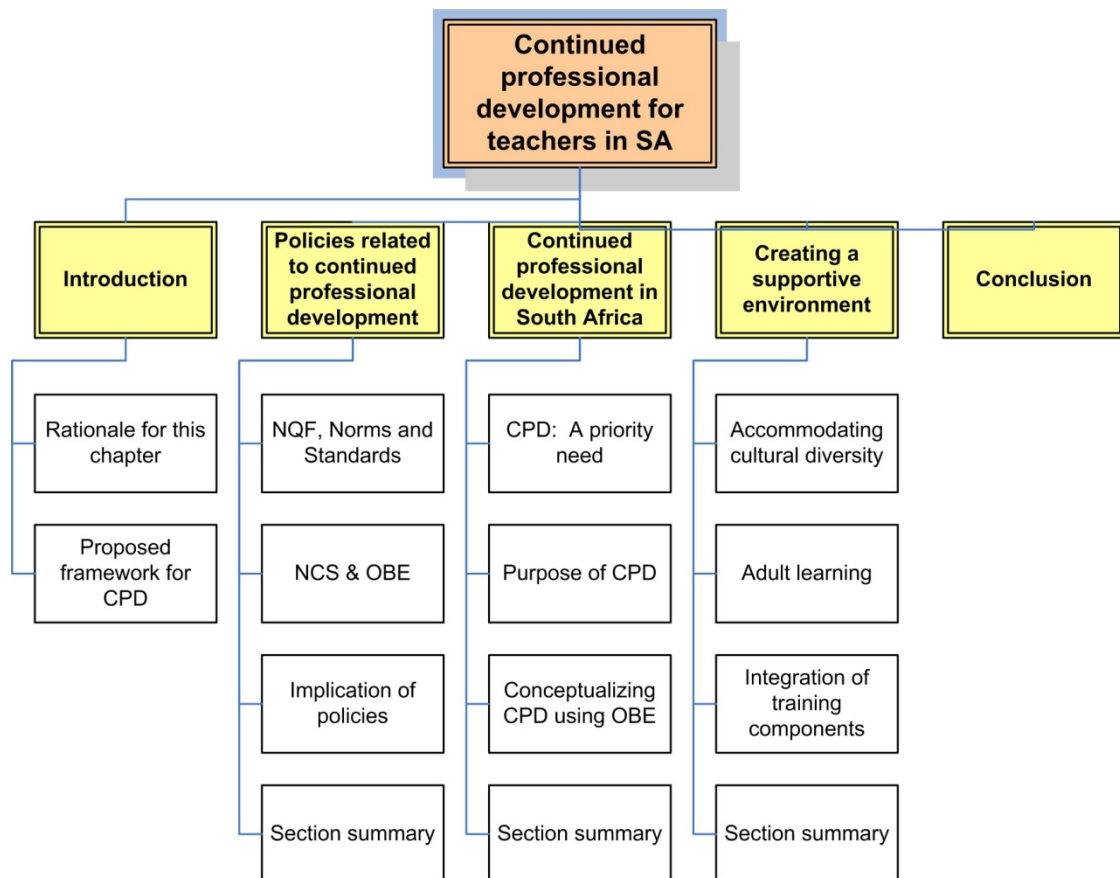 Continued
professional
development for
teachers in SA
Introduction
Policies related
to continued
professional
development
Continued
professional
development in
South Africa
Creating a
supportive
environment
Conclusion
Rationale for this
chapter
Proposed
framework for
CPD
NQF, Norms and
Standards
NCS & OBE
Implication of
policies
Section summary
CPD:  A priority
need
Purpose of CPD
Conceptualizing
CPD using OBE
Section summary
Accommodating
cultural diversity
Adult learning
Integration of
training
components
Section summary